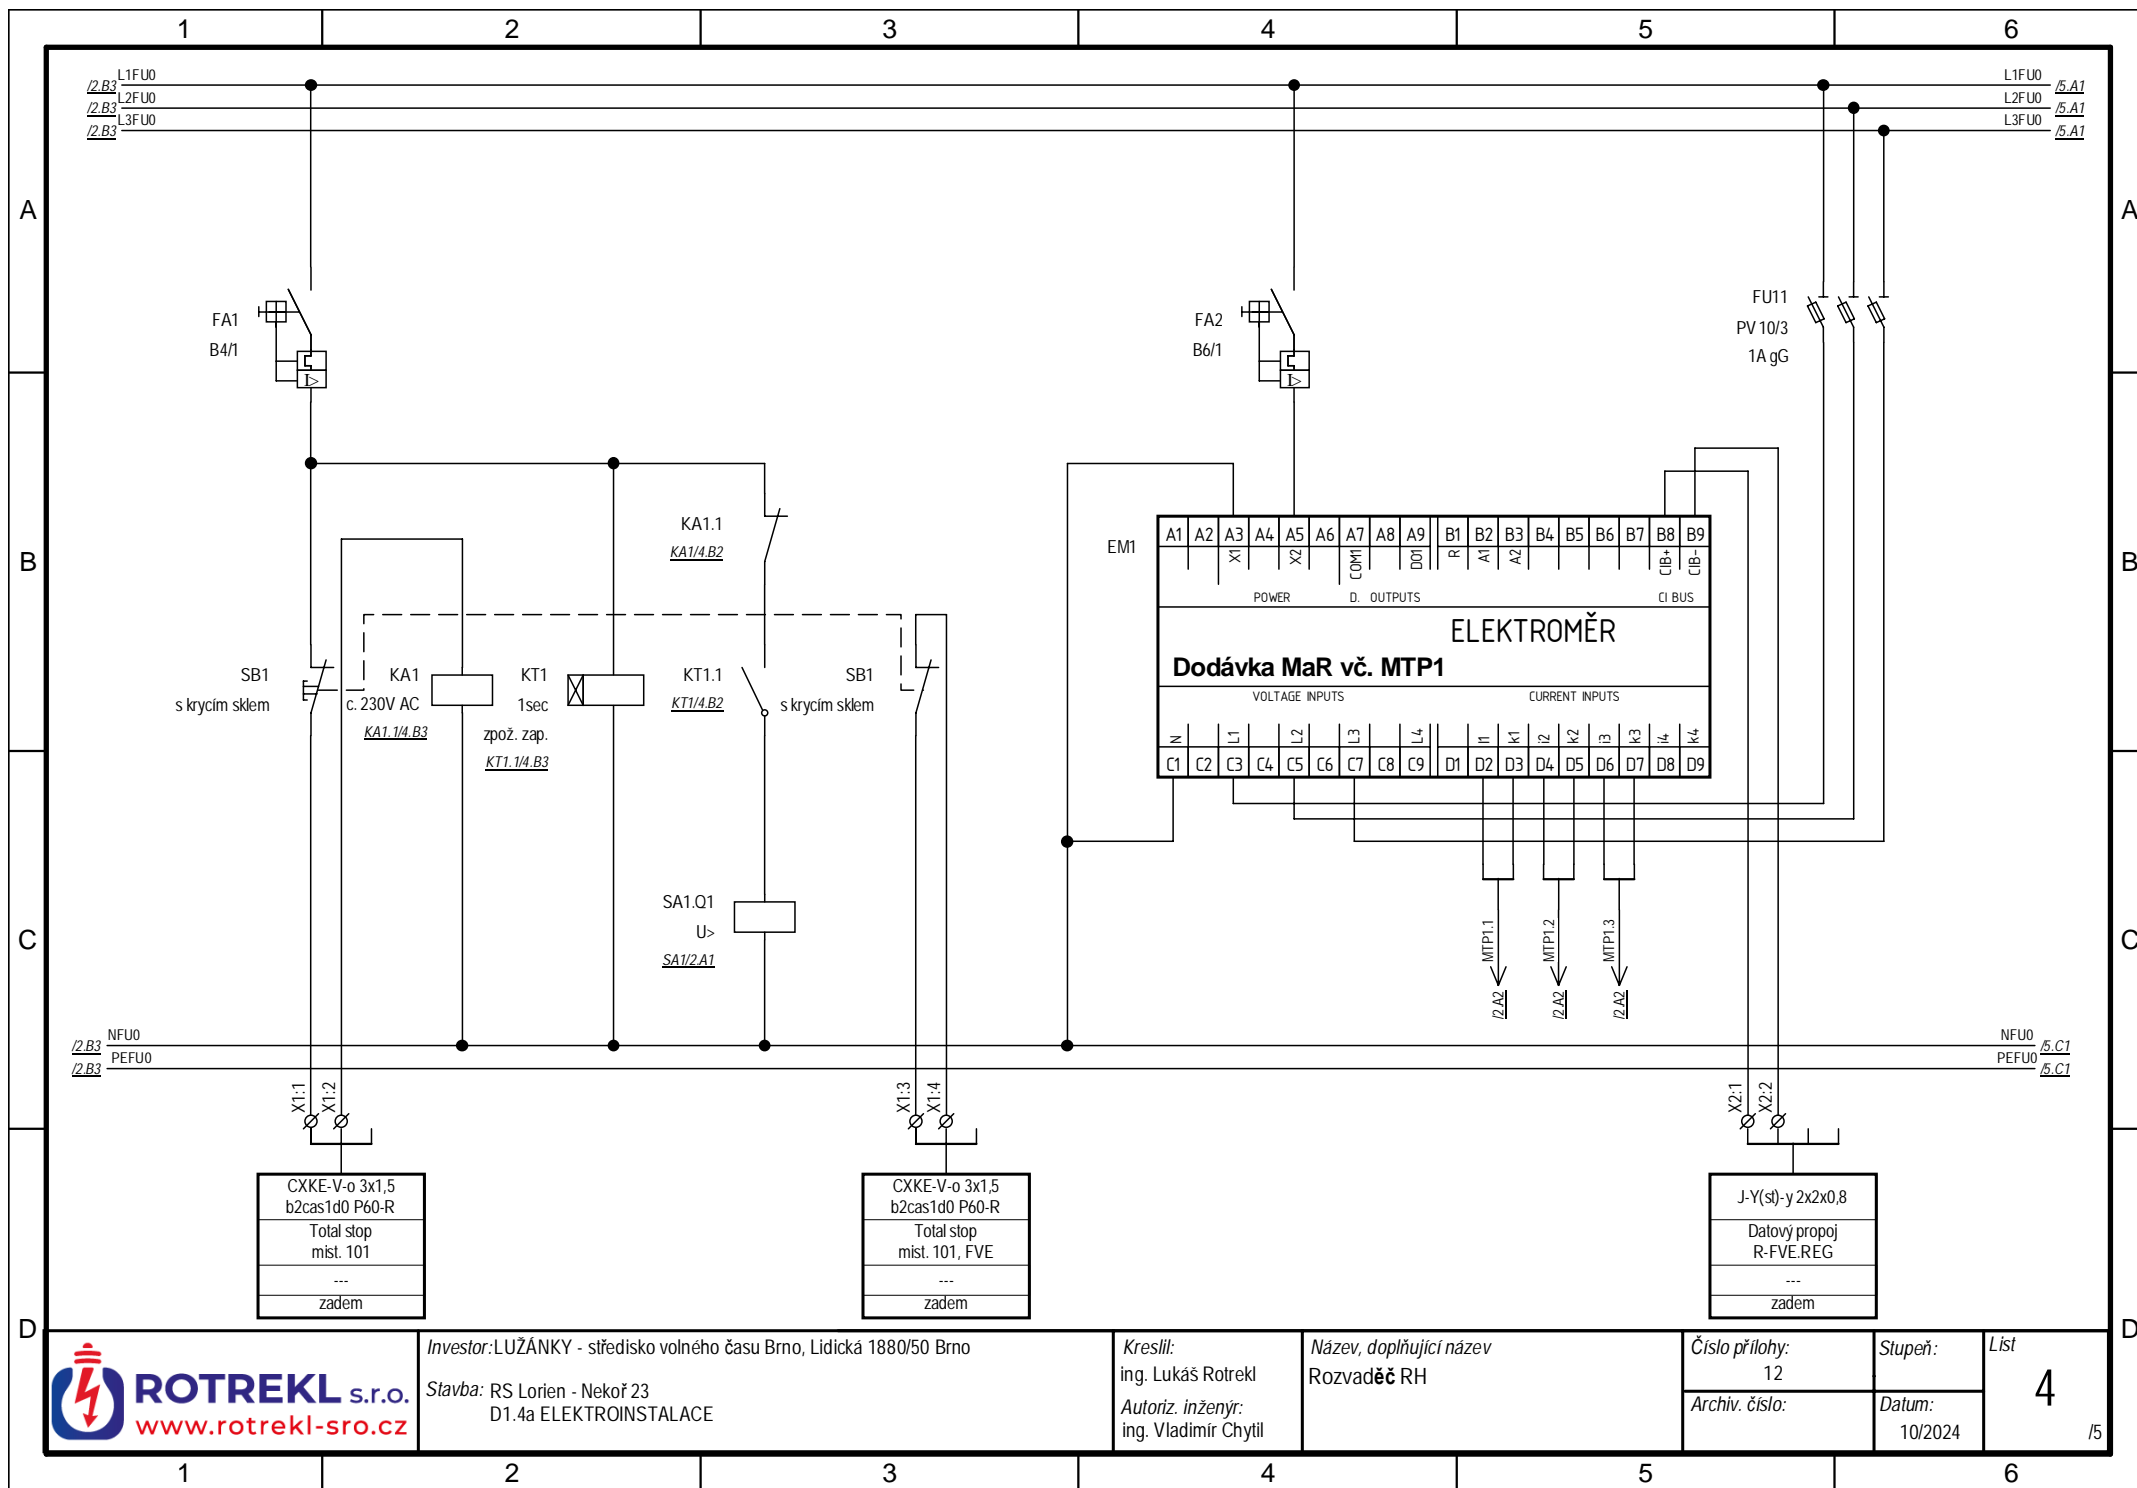 1 2 3 4 5 6
L1FU0 L1FU0
/2.B3 /5.A1
L2FU0 L2FU0
/2.B3 /5.A1
L3FU0 L3FU0
/2.B3 /5.A1
A A
FA1
B4/1
FA2
B6/1
FU11
PV 10/3
1A gG
B B
KA1.1
KA1/4.B2
EM1
A1 A2 A3 A4 A5 A6 A7 A8 A9 B1 B2 B3 B4 B5 B6 B7 B8 B9
X1 X2 COM1 DO1 R A1 A2 CIB+ CIB-
POWER D. OUTPUTS CI BUS
ELEKTROMĚR
Dodávka MaR vč. MTP1
VOLTAGE INPUTS CURRENT INPUTS
N L1 L2 L3 L4 i1 k1 i2 k2 i3 k3 i4 k4
C1 C2 C3 C4 C5 C6 C7 C8 C9 D1 D2 D3 D4 D5 D6 D7 D8 D9
SB1
s krycím sklem
KA1
c. 230V AC
KA1.1/4.B3
KT1
1sec
zpož. zap.
KT1.1/4.B3
KT1.1
KT1/4.B2
SB1
s krycím sklem
C C
SA1.Q1
U>
SA1/2.A1
MTP1.1 MTP1.2 MTP1.3
/2.A2 /2.A2 /2.A2
NFU0 NFU0
/2.B3 /5.C1
PEFU0 PEFU0
/2.B3 /5.C1
X1:1 X1:2 X1:3 X1:4 X2:1 X2:2
D D
CXKE-V-o 3x1,5
b2cas1d0 P60-R
Total stop
mist. 101
---
zadem
CXKE-V-o 3x1,5
b2cas1d0 P60-R
Total stop
mist. 101, FVE
---
zadem
J-Y(st)-y 2x2x0,8
Datový propoj
R-FVE.REG
---
zadem
ROTREKL s.r.o.
www.rotrekl-sro.cz
Investor: LUŽÁNKY - středisko volného času Brno, Lidická 1880/50 Brno
Stavba: RS Lorien - Nekoř 23
D1.4a ELEKTROINSTALACE
Kreslil:
ing. Lukáš Rotrekl
Autoriz. inženýr:
ing. Vladimír Chytil
Název, doplňující název
Rozvaděč RH
Číslo přílohy:
12
Archiv. číslo:
Stupeň:
Datum:
10/2024
List
4
/5
1 2 3 4 5 6